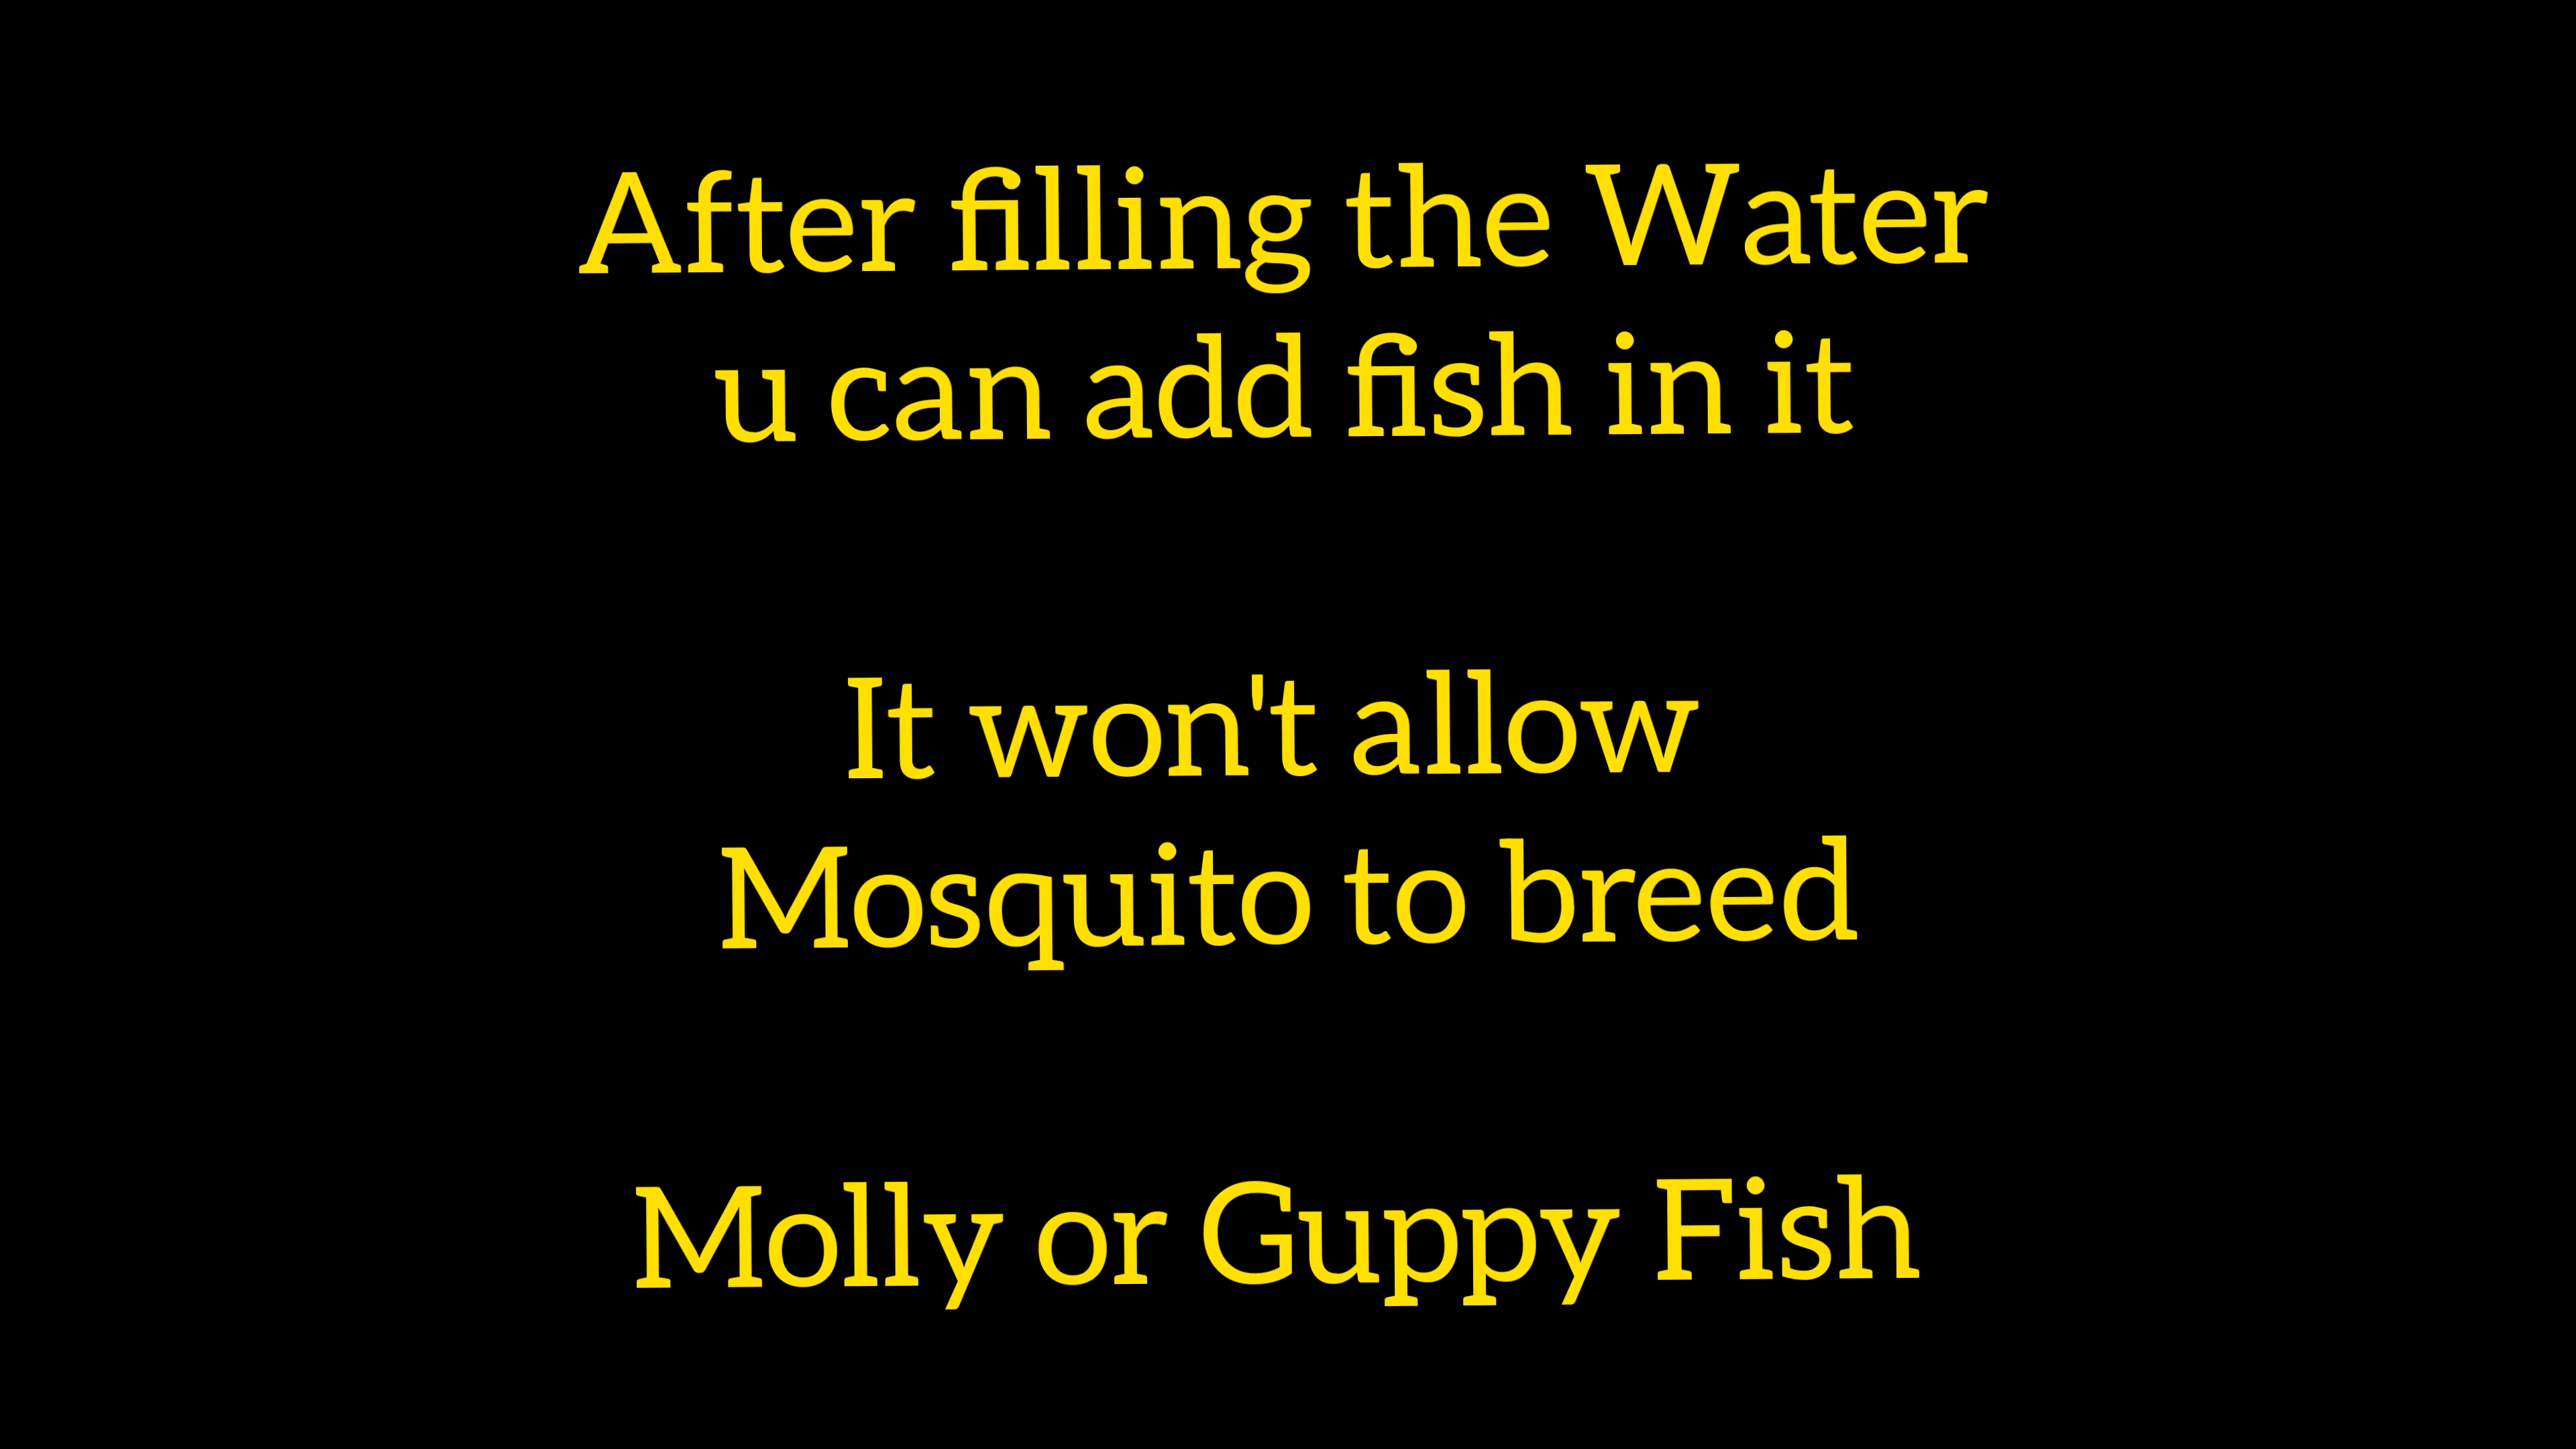 After filling the Water
u can add fish in it
It won't allow
Mosquito to breed
Molly or Guppy Fish